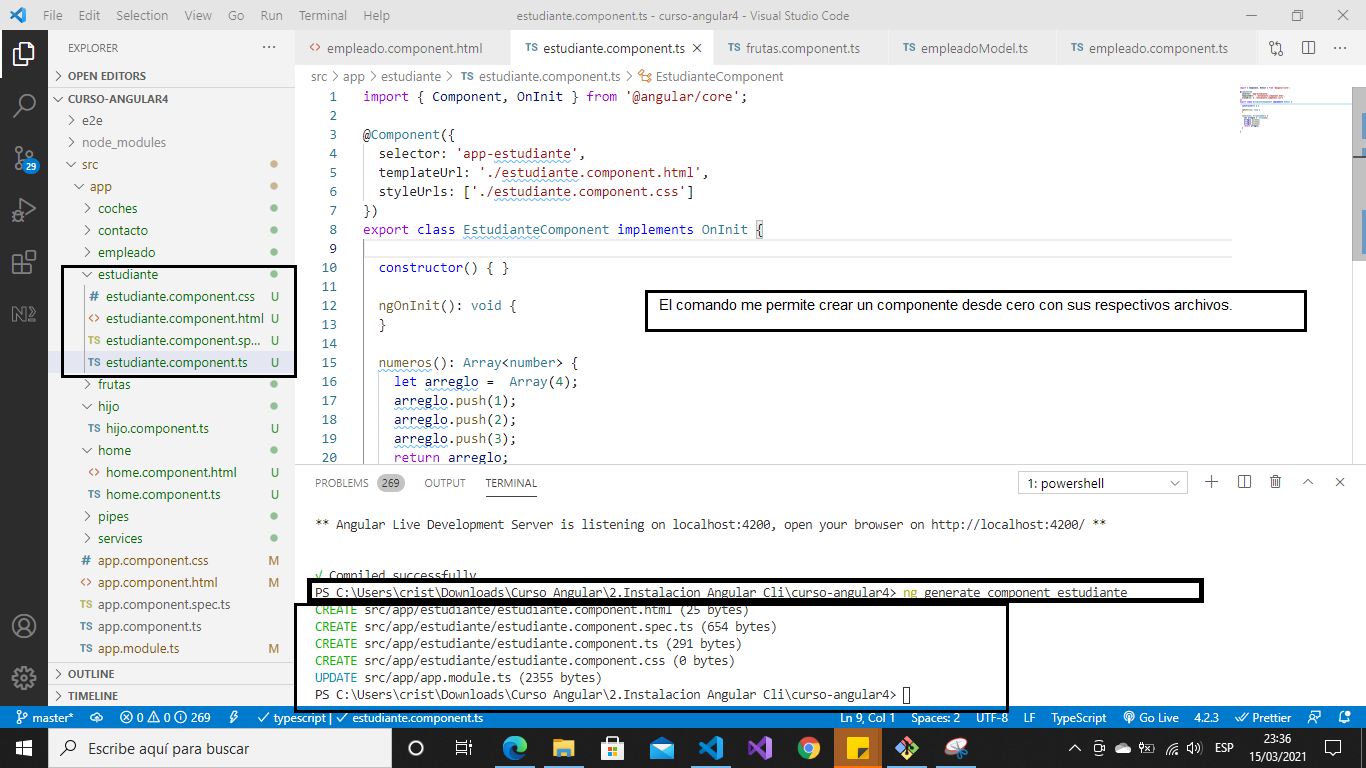 File Edit Selection View Go Run Terminal Help
estudiante.component.ts - curso-angular4 - Visual Studio Code
EXPLORER
OPEN EDITORS
CURSO-ANGULAR4
e2e
node_modules
src
app
coches
contacto
empleado
estudiante
estudiante.component.css U
estudiante.component.html U
TS estudiante.component.sp... U
TS estudiante.component.ts U
frutas
hijo
TS hijo.component.ts U
home
home.component.html U
TS home.component.ts U
pipes
services
# app.component.css M
<> app.component.html M
TS app.component.spec.ts
TS app.component.ts
TS app.module.ts M
OUTLINE
TIMELINE
29
<> empleado.component.html
TS estudiante.component.ts
TS frutas.component.ts
TS empleadoModel.ts
TS empleado.component.ts
src > app > estudiante > TS estudiante.component.ts > EstudianteComponent
1 import { Component, OnInit } from '@angular/core';
2
3 @Component({
4 selector: 'app-estudiante',
5 templateUrl: './estudiante.component.html',
6 styleUrls: ['./estudiante.component.css']
7 })
8 export class EstudianteComponent implements OnInit {
9
10 constructor() { }
11
12 ngOnInit(): void {
13 }
14
15 numeros(): Array<number> {
16 let arreglo = Array(4);
17 arreglo.push(1);
18 arreglo.push(2);
19 arreglo.push(3);
20 return arreglo;
El comando me permite crear un componente desde cero con sus respectivos archivos.
PROBLEMS 269 OUTPUT TERMINAL
1: powershell
** Angular Live Development Server is listening on localhost:4200, open your browser on http://localhost:4200/ **
√ Compiled successfully
PS C:\Users\crist\Downloads\Curso Angular\2.Instalacion Angular Cli\curso-angular4> ng generate component estudiante
CREATE src/app/estudiante/estudiante.component.html (25 bytes)
CREATE src/app/estudiante/estudiante.component.spec.ts (654 bytes)
CREATE src/app/estudiante/estudiante.component.ts (291 bytes)
CREATE src/app/estudiante/estudiante.component.css (0 bytes)
UPDATE src/app/app.module.ts (2355 bytes)
PS C:\Users\crist\Downloads\Curso Angular\2.Instalacion Angular Cli\curso-angular4>
master* 0 0 269 typescript | estudiante.component.ts
Ln 9, Col 1 Spaces: 2 UTF-8 LF TypeScript Go Live 4.2.3 Prettier
Escribe aquí para buscar
ESP
23:36
15/03/2021